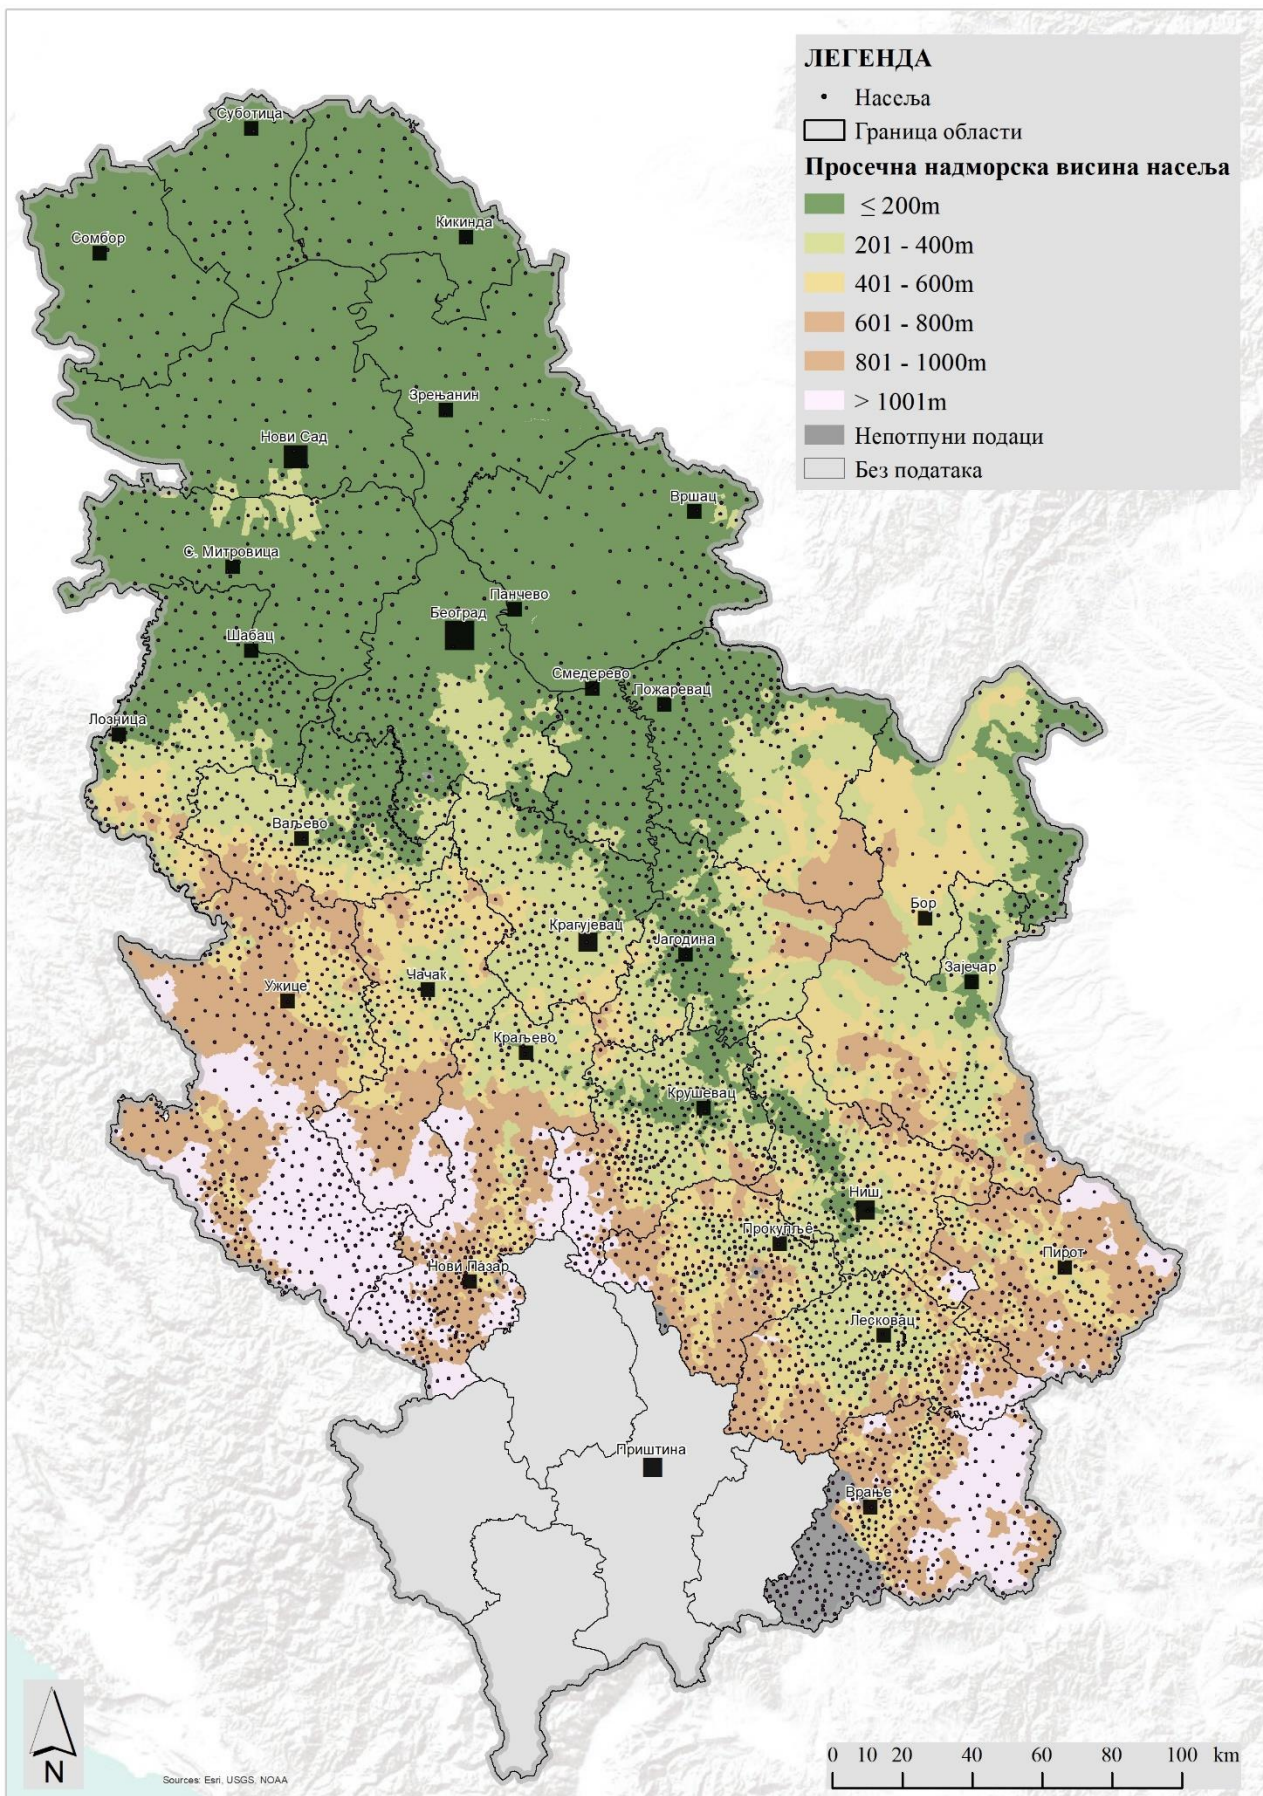 ЛЕГЕНДА
Насеља
Граница области
Просечна надморска висина насеља
≤ 200m
201 - 400m
401 - 600m
601 - 800m
801 - 1000m
> 1001m
Непотпуни подаци
Без података
Суботица
Кикинда
Сомбор
Зрењанин
Нови Сад
Вршац
С. Митровица
Панчево
Београд
Шабац
Смедерево
Пожаревац
Лозница
Ваљево
Бор
Крагујевац
Јагодина
Зајечар
Чачак
Ужице
Краљево
Крушевац
Ниш
Прокупље
Пирот
Нови Пазар
Лесковац
Приштина
Врање
N
Sources: Esri, USGS, NOAA
0 10 20 40 60 80 100 km